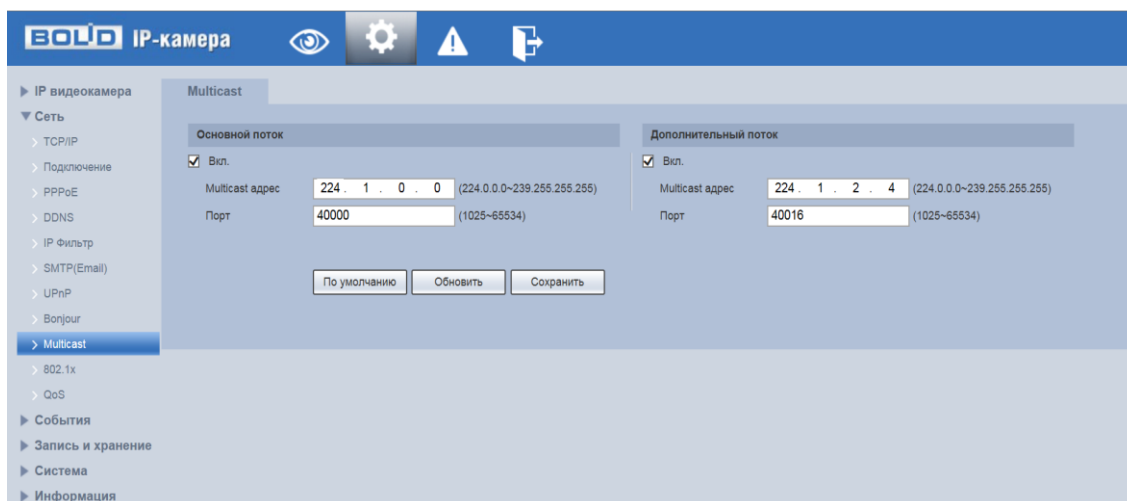 BOLID IP-камера
IP видеокамера
Сеть
TCP/IP
Подключение
PPPoE
DDNS
IP Фильтр
SMTP(Email)
UPnP
Bonjour
Multicast
802.1x
QoS
События
Запись и хранение
Система
Информация
Multicast
Основной поток
Вкл.
Multicast адрес 224 . 1 . 0 . 0 (224.0.0.0~239.255.255.255)
Порт 40000 (1025~65534)
Дополнительный поток
Вкл.
Multicast адрес 224 . 1 . 2 . 4 (224.0.0.0~239.255.255.255)
Порт 40016 (1025~65534)
По умолчанию Обновить Сохранить